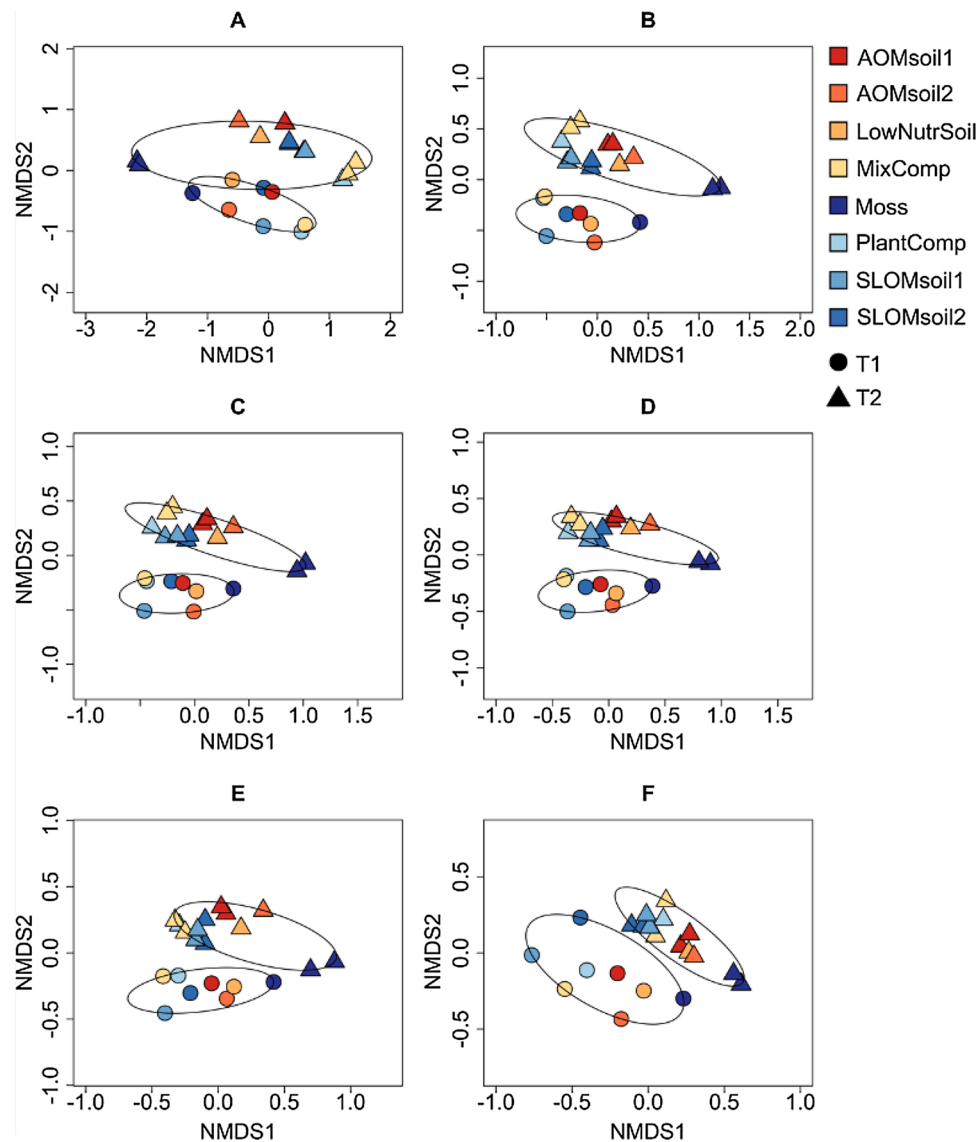 A
B
2
1
0
-1
-2
NMDS2
-3
-2
-1
0
1
2
NMDS1
1.0
0.5
0.0
-1.0
NMDS2
-1.0
0.0
0.5
1.0
1.5
2.0
NMDS1
AOMsoil1
AOMsoil2
LowNutrSoil
MixComp
Moss
PlantComp
SLOMsoil1
SLOMsoil2
T1
T2
C
D
1.0
0.5
0.0
-1.0
NMDS2
-1.0
0.0
0.5
1.0
1.5
NMDS1
1.0
0.5
0.0
-0.5
-1.0
NMDS2
-1.0
-0.5
0.0
0.5
1.0
1.5
NMDS1
E
F
1.0
0.5
0.0
-0.5
-1.0
NMDS2
-1.0
-0.5
0.0
0.5
1.0
NMDS1
0.5
0.0
-0.5
NMDS2
-1.0
-0.5
0.0
0.5
1.0
NMDS1